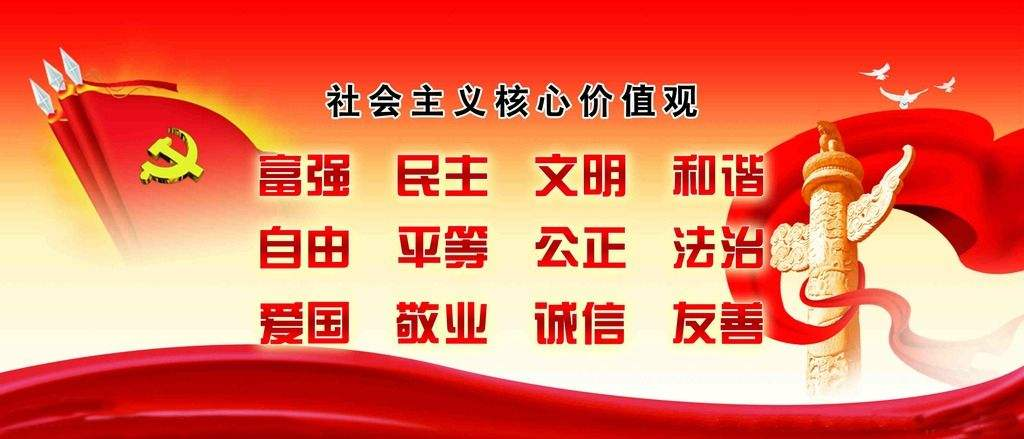 社会主义核心价值观
富强 民主 文明 和谐
自由 平等 公正 法治
爱国 敬业 诚信 友善